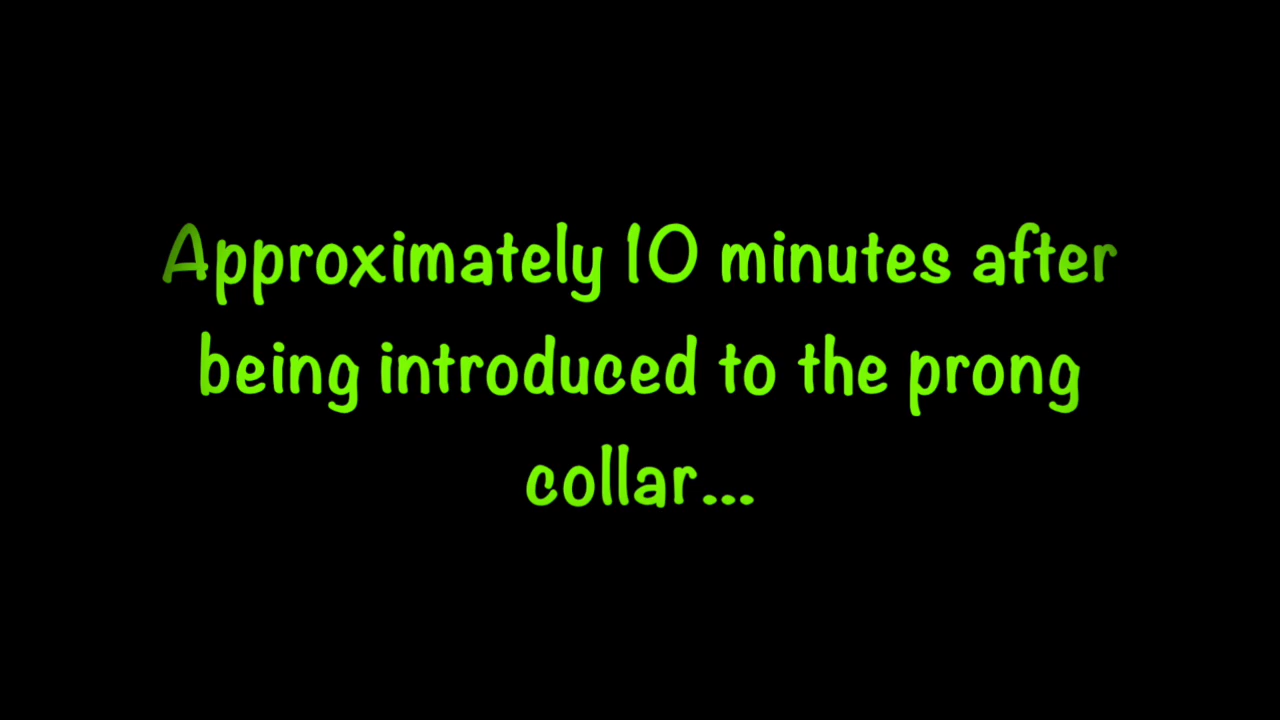 Approximately 10 minutes after
being introduced to the prong
collar...